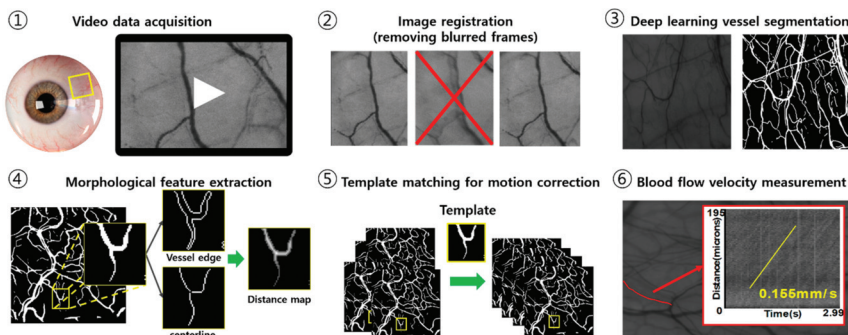 ① Video data acquisition
② Image registration
(removing blurred frames)
③ Deep learning vessel segmentation
④ Morphological feature extraction
Vessel edge
centerline
Distance map
⑤ Template matching for motion correction
Template
⑥ Blood flow velocity measurement
195
Distance(microns)
0
0.155mm/s
Time(s)
2.99